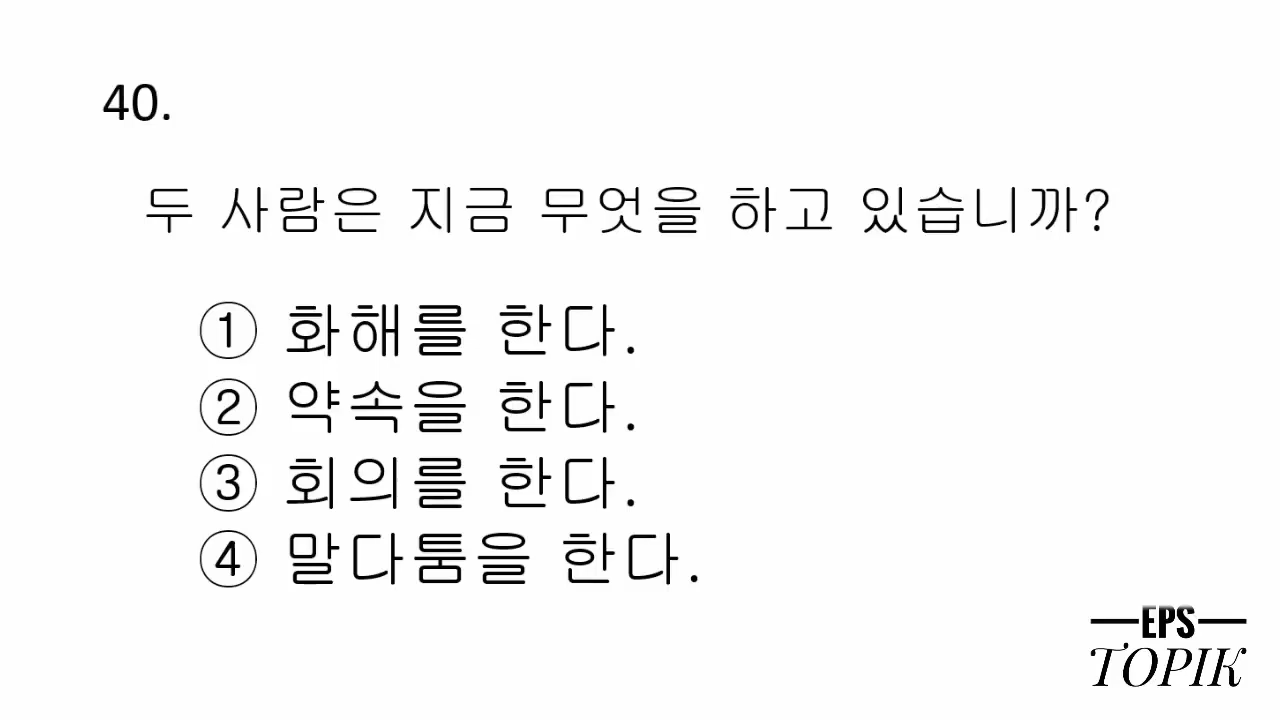 40.
두 사람은 지금 무엇을 하고 있습니까?
① 화해를 한다.
② 약속을 한다.
③ 회의를 한다.
④ 말다툼을 한다.
EPS
TOPIK